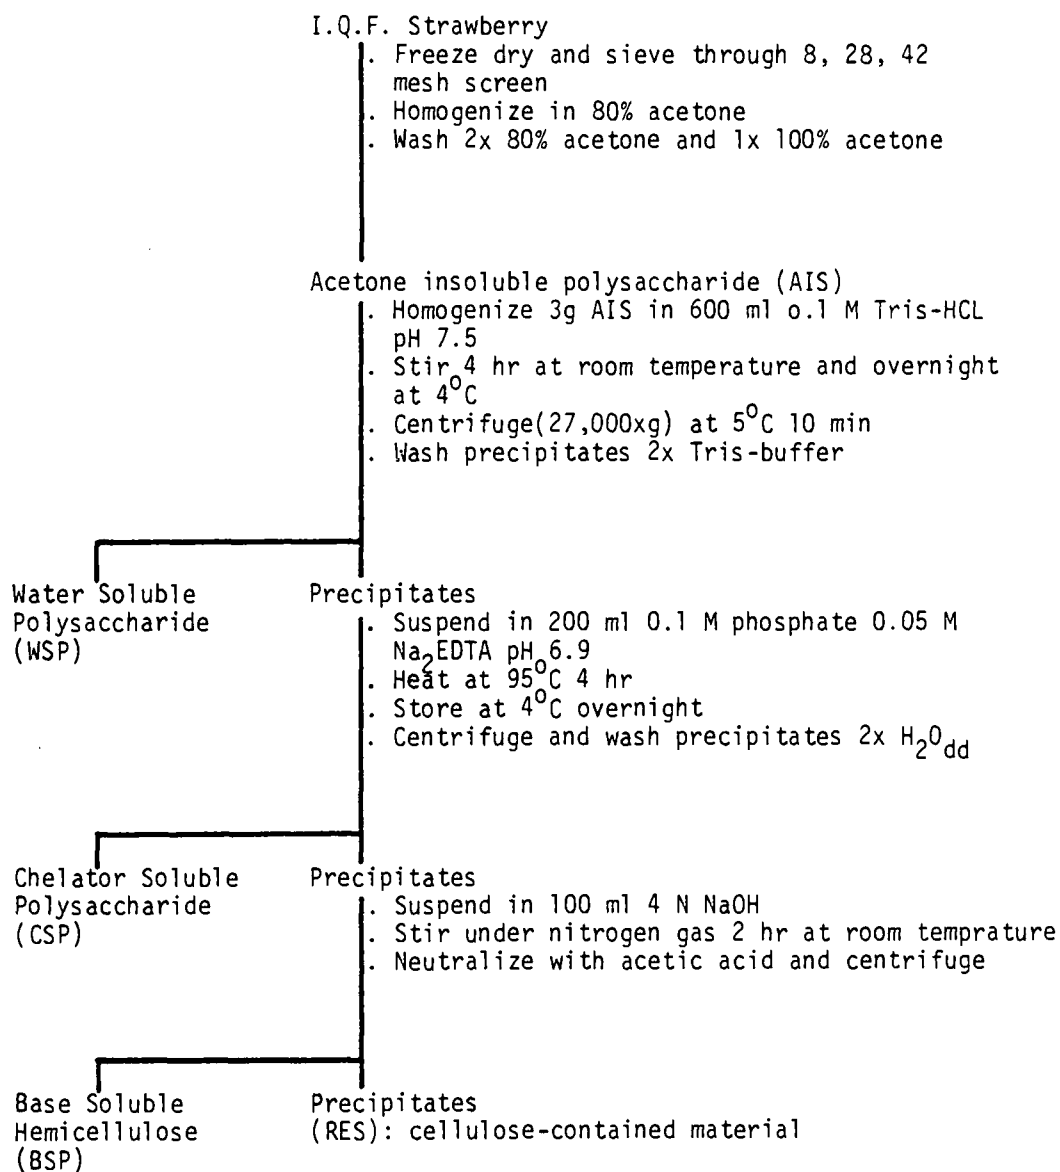 I.Q.F. Strawberry
. Freeze dry and sieve through 8, 28, 42
mesh screen
. Homogenize in 80% acetone
. Wash 2x 80% acetone and 1x 100% acetone
Acetone insoluble polysaccharide (AIS)
. Homogenize 3g AIS in 600 ml o.1 M Tris-HCL
pH 7.5
. Stir 4 hr at room temperature and overnight
at 4°C
. Centrifuge(27,000xg) at 5°C 10 min
. Wash precipitates 2x Tris-buffer
Water Soluble
Polysaccharide
(WSP)
Precipitates
. Suspend in 200 ml 0.1 M phosphate 0.05 M
Na₂EDTA pH 6.9
. Heat at 95°C 4 hr
. Store at 4°C overnight
. Centrifuge and wash precipitates 2x H₂Odd
Chelator Soluble
Polysaccharide
(CSP)
Precipitates
. Suspend in 100 ml 4 N NaOH
. Stir under nitrogen gas 2 hr at room temprature
. Neutralize with acetic acid and centrifuge
Base Soluble
Hemicellulose
(BSP)
Precipitates
(RES): cellulose-contained material